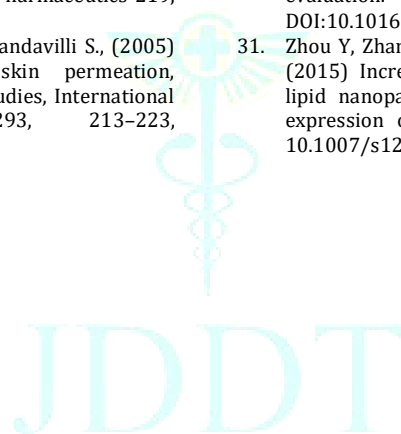 harmaceutics 219,
andavilli S., (2005)
skin permeation,
udies, International
293, 213–223,
evaluation.
DOI:10.1016
31. Zhou Y, Zhan
(2015) Incre
lipid nanopa
expression o
10.1007/s12
JDDT